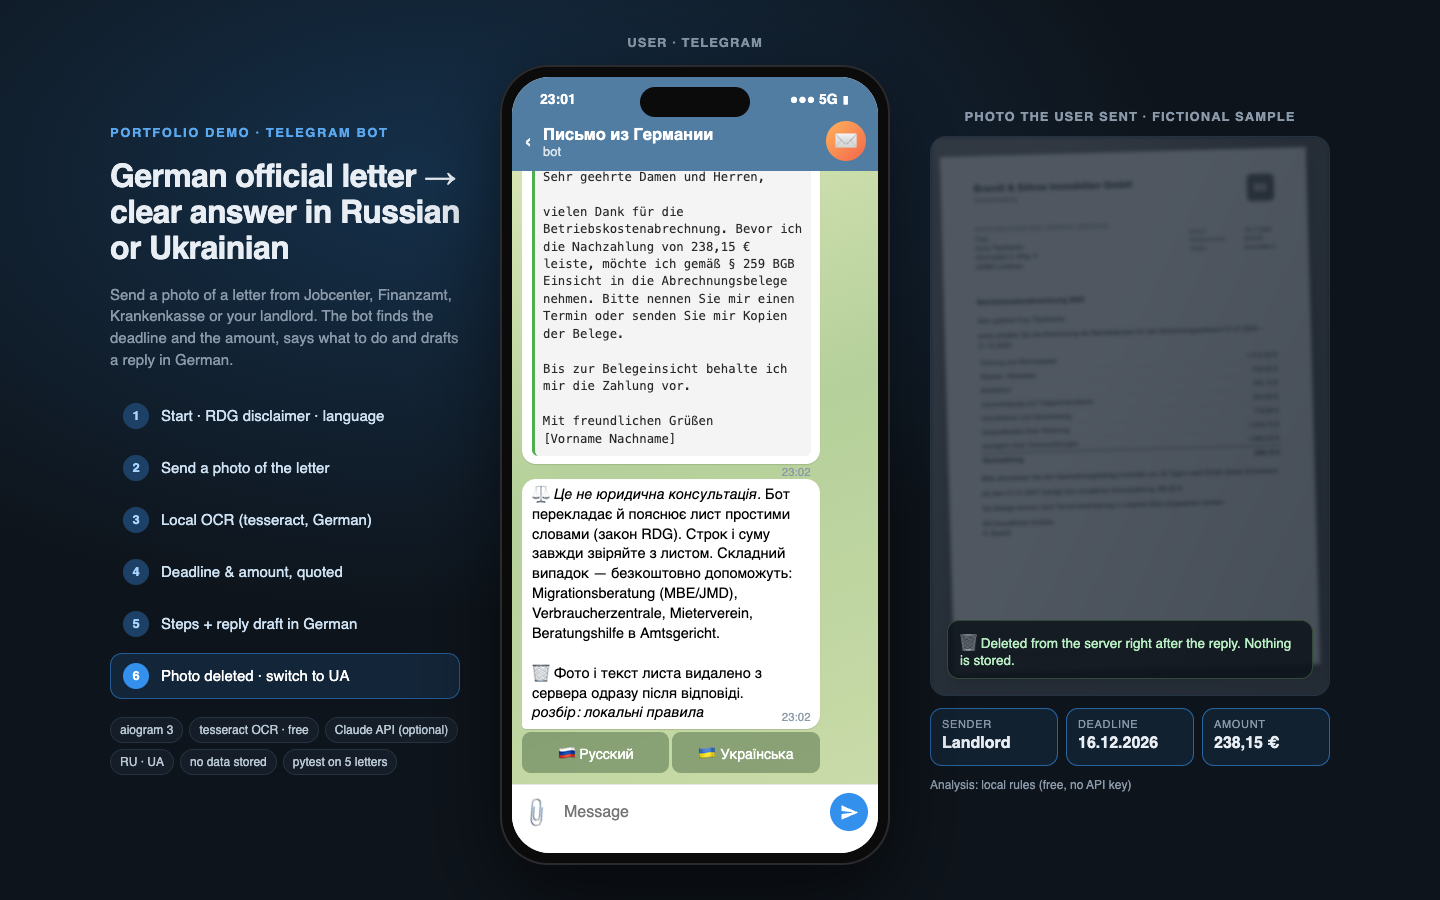 USER · TELEGRAM
PORTFOLIO DEMO · TELEGRAM BOT
German official letter →
clear answer in Russian
or Ukrainian
Send a photo of a letter from Jobcenter, Finanzamt,
Krankenkasse or your landlord. The bot finds the
deadline and the amount, says what to do and drafts
a reply in German.
1 Start · RDG disclaimer · language
2 Send a photo of the letter
3 Local OCR (tesseract, German)
4 Deadline & amount, quoted
5 Steps + reply draft in German
6 Photo deleted · switch to UA
aiogram 3 tesseract OCR · free Claude API (optional)
RU · UA no data stored pytest on 5 letters
23:01 5G
Письмо из Германии
bot
Sehr geehrte Damen und Herren,
vielen Dank für die
Betriebskostenabrechnung. Bevor ich
die Nachzahlung von 238,15 €
leiste, möchte ich gemäß § 259 BGB
Einsicht in die Abrechnungsbelege
nehmen. Bitte nennen Sie mir einen
Termin oder senden Sie mir Kopien
der Belege.
Bis zur Belegeinsicht behalte ich
mir die Zahlung vor.
Mit freundlichen Grüßen
[Vorname Nachname]
23:02
⚖️ Це не юридична консультація. Бот
перекладає й пояснює лист простими
словами (закон RDG). Строк і суму
завжди звіряйте з листом. Складний
випадок — безкоштовно допоможуть:
Migrationsberatung (MBE/JMD),
Verbraucherzentrale, Mieterverein,
Beratungshilfe в Amtsgericht.
🗑️ Фото і текст листа видалено з
сервера одразу після відповіді.
розбір: локальні правила 23:02
🇷🇺 Русский 🇺🇦 Українська
Message
PHOTO THE USER SENT · FICTIONAL SAMPLE
🗑️ Deleted from the server right after the reply. Nothing
is stored.
SENDER
Landlord
DEADLINE
16.12.2026
AMOUNT
238,15 €
Analysis: local rules (free, no API key)